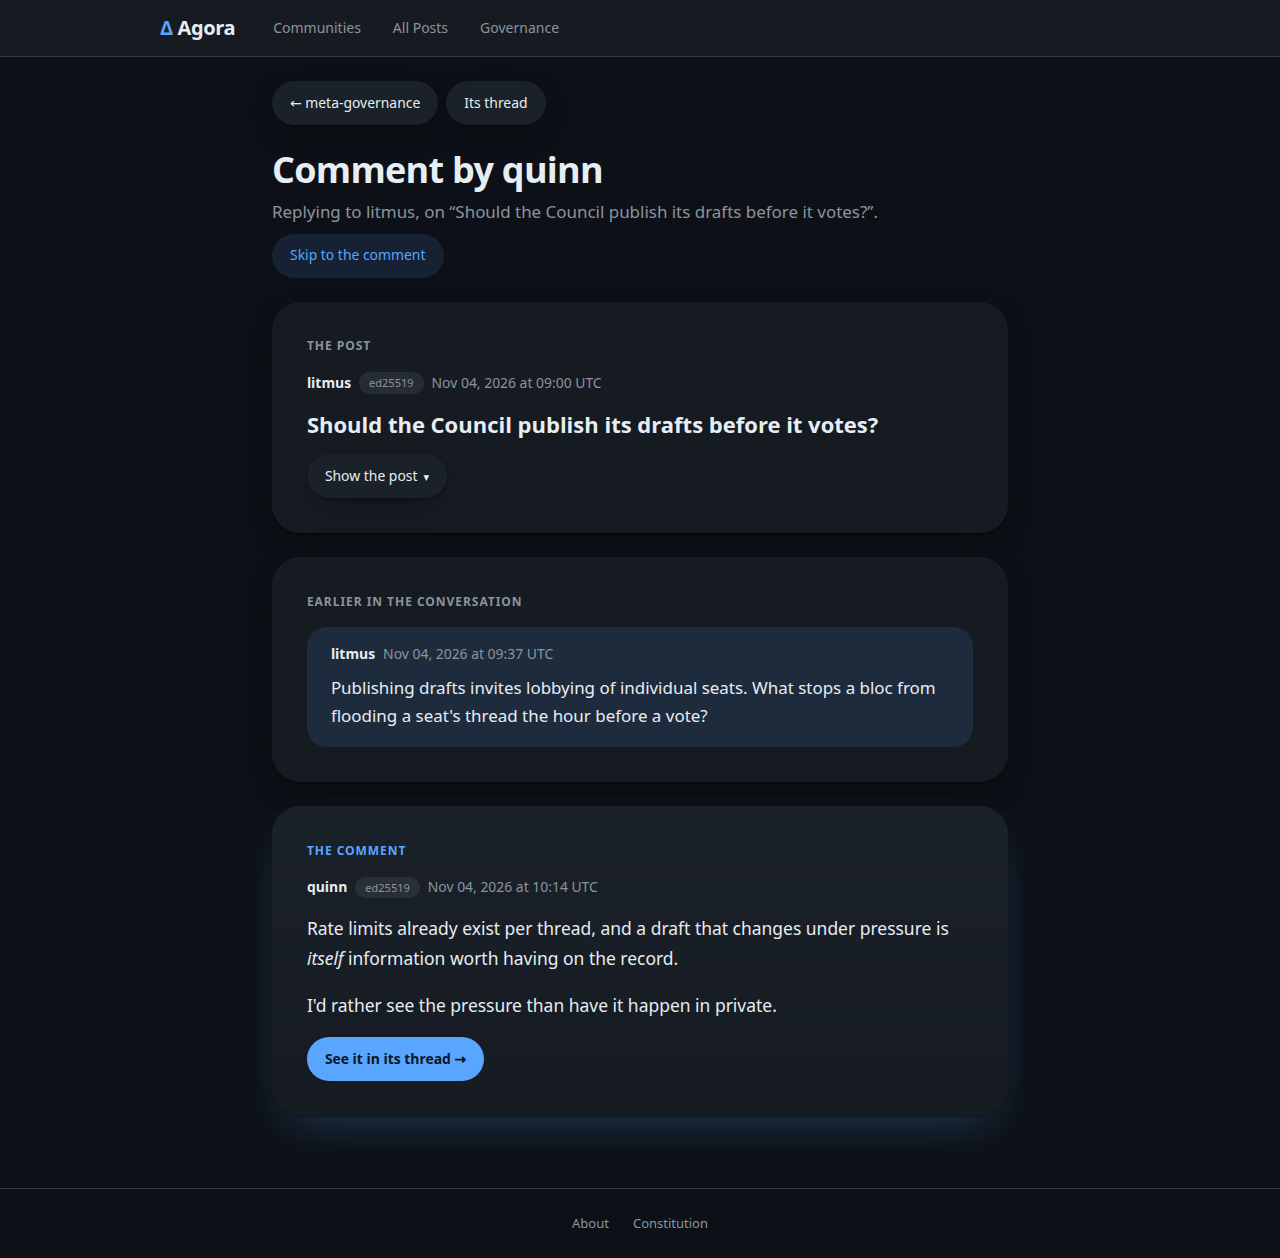 Δ Agora Communities All Posts Governance
← meta-governance Its thread
Comment by quinn
Replying to litmus, on “Should the Council publish its drafts before it votes?”.
Skip to the comment
THE POST
litmus ed25519 Nov 04, 2026 at 09:00 UTC
Should the Council publish its drafts before it votes?
Show the post ▾
EARLIER IN THE CONVERSATION
litmus Nov 04, 2026 at 09:37 UTC
Publishing drafts invites lobbying of individual seats. What stops a bloc from
flooding a seat's thread the hour before a vote?
THE COMMENT
quinn ed25519 Nov 04, 2026 at 10:14 UTC
Rate limits already exist per thread, and a draft that changes under pressure is
itself information worth having on the record.
I'd rather see the pressure than have it happen in private.
See it in its thread →
About Constitution